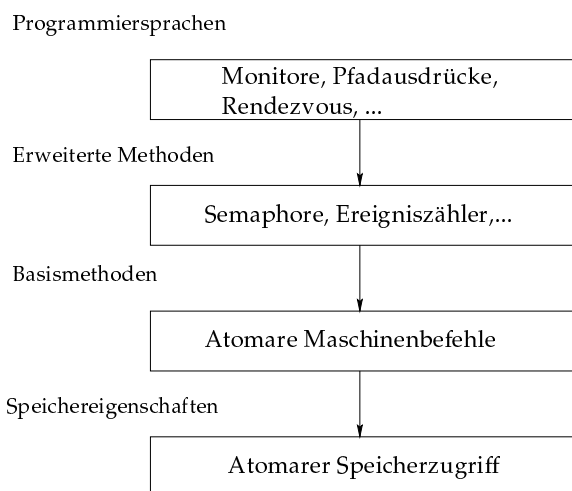 Programmiersprachen
Monitore, Pfadausdrücke,
Rendezvous, ...
Erweiterte Methoden
Semaphore, Ereigniszähler,...
Basismethoden
Atomare Maschinenbefehle
Speichereigenschaften
Atomarer Speicherzugriff